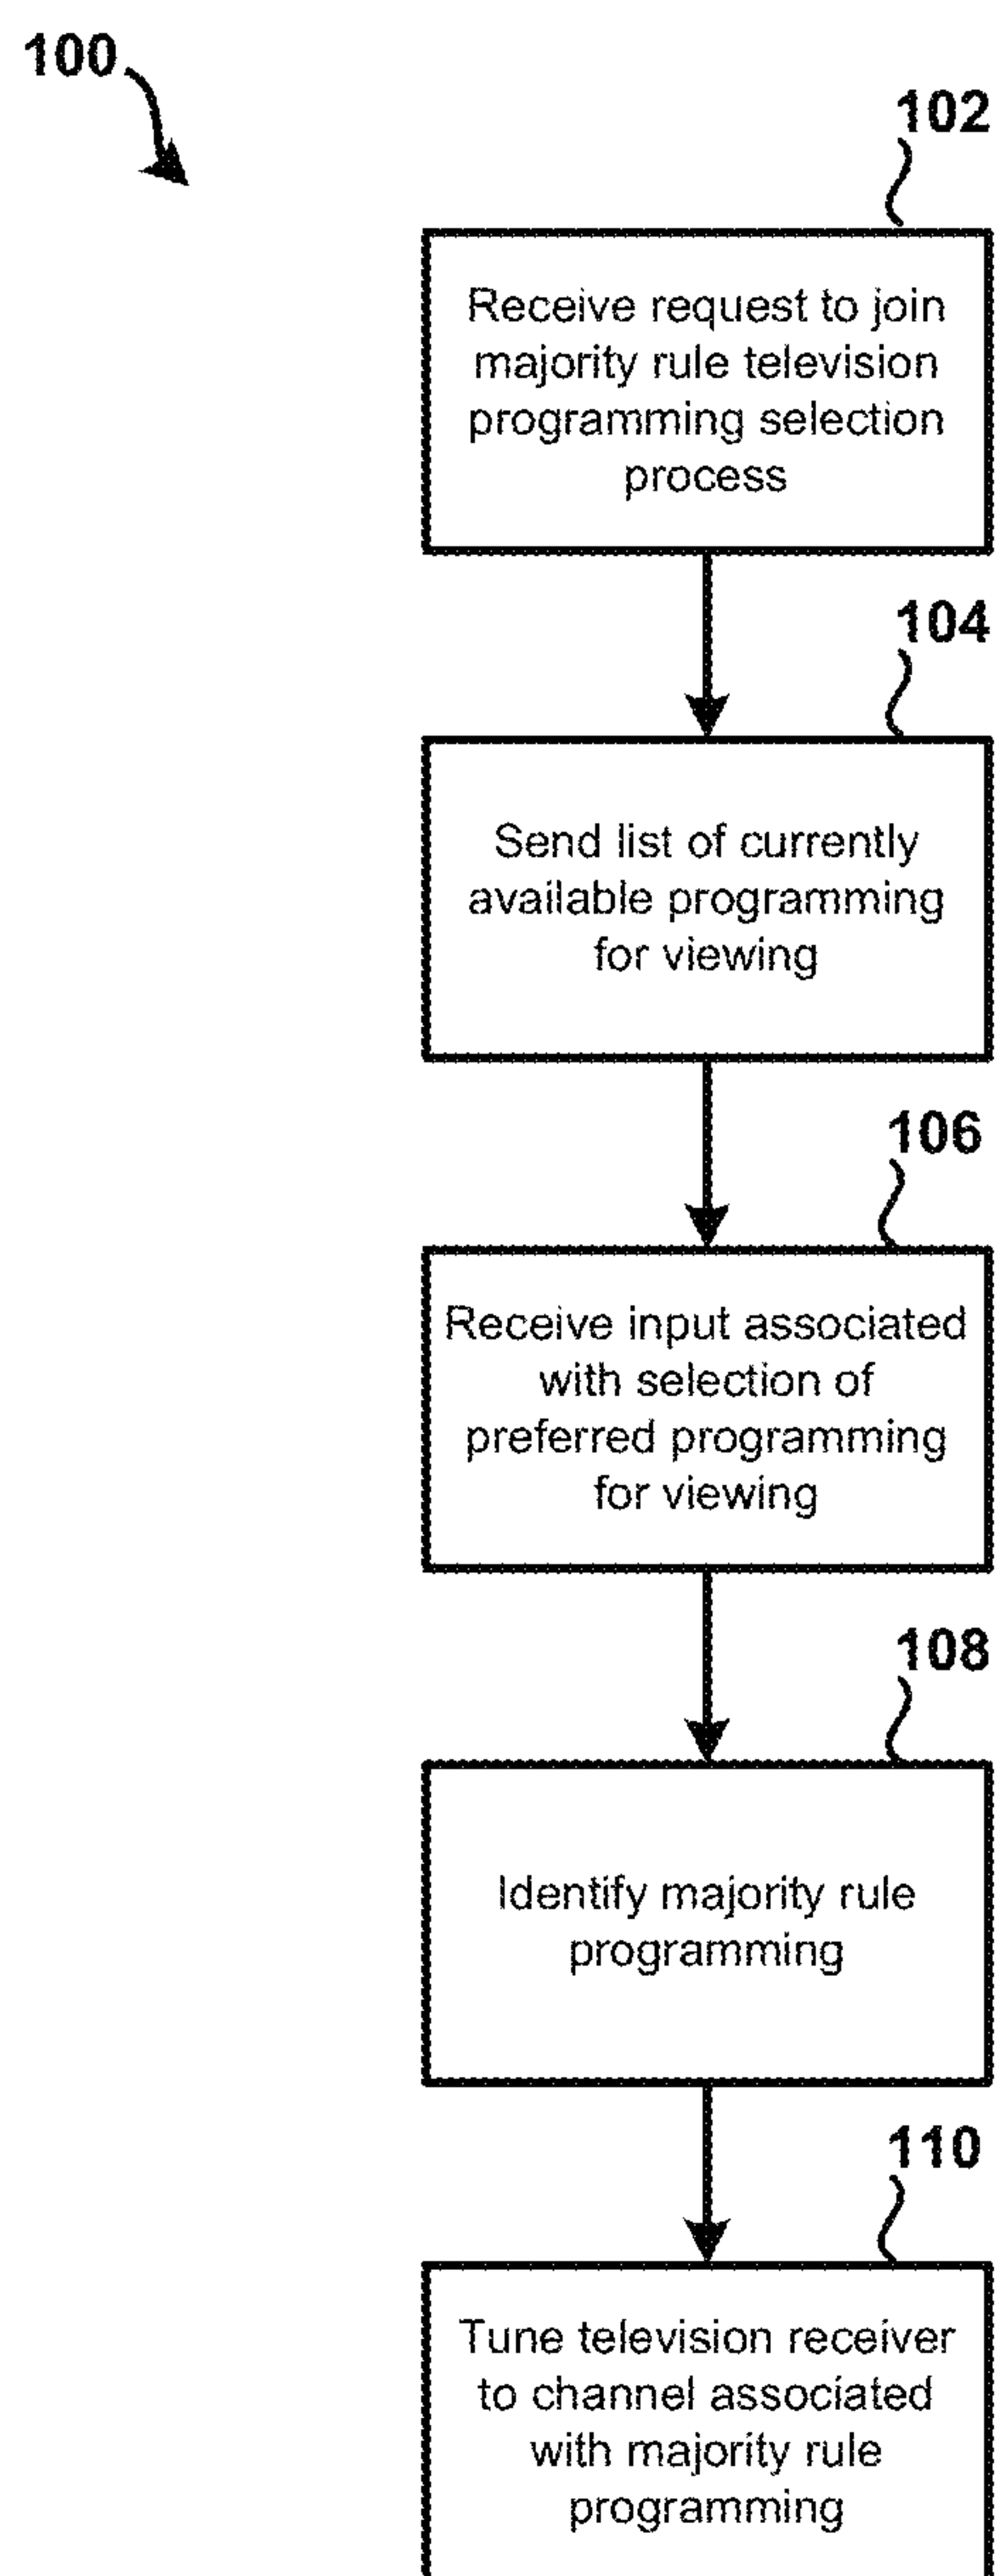 100
102
Receive request to join
majority rule television
programming selection
process
104
Send list of currently
available programming
for viewing
106
Receive input associated
with selection of
preferred programming
for viewing
108
Identify majority rule
programming
110
Tune television receiver
to channel associated
with majority rule
programming